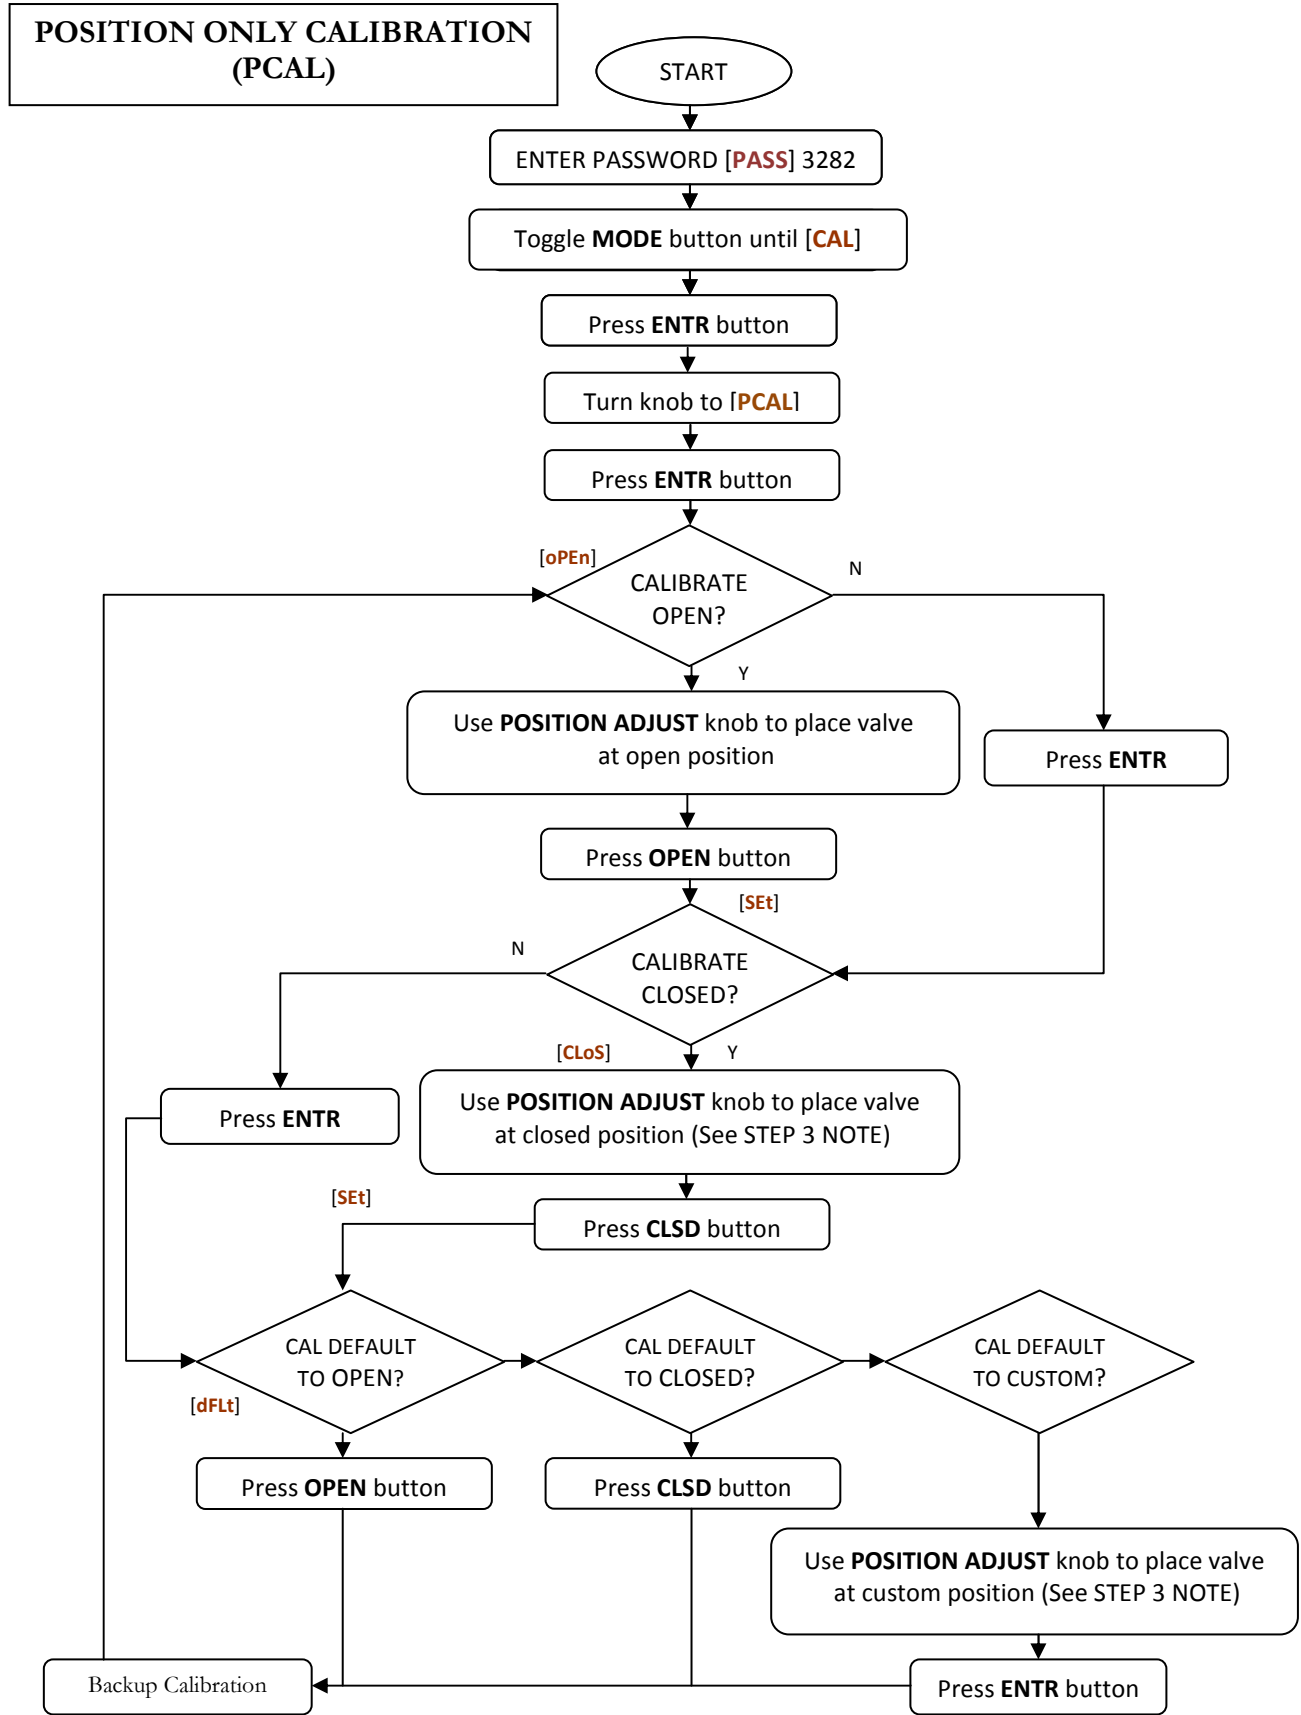 POSITION ONLY CALIBRATION
(PCAL)
START
ENTER PASSWORD [PASS] 3282
Toggle MODE button until [CAL]
Press ENTR button
Turn knob to [PCAL]
Press ENTR button
[oPEn]
CALIBRATE
OPEN?
N
Y
Use POSITION ADJUST knob to place valve
at open position
Press ENTR
Press OPEN button
[SEt]
N
CALIBRATE
CLOSED?
[CLoS]
Y
Press ENTR
Use POSITION ADJUST knob to place valve
at closed position (See STEP 3 NOTE)
[SEt]
Press CLSD button
CAL DEFAULT
TO OPEN?
CAL DEFAULT
TO CLOSED?
CAL DEFAULT
TO CUSTOM?
[dFLt]
Press OPEN button
Press CLSD button
Use POSITION ADJUST knob to place valve
at custom position (See STEP 3 NOTE)
Backup Calibration
Press ENTR button